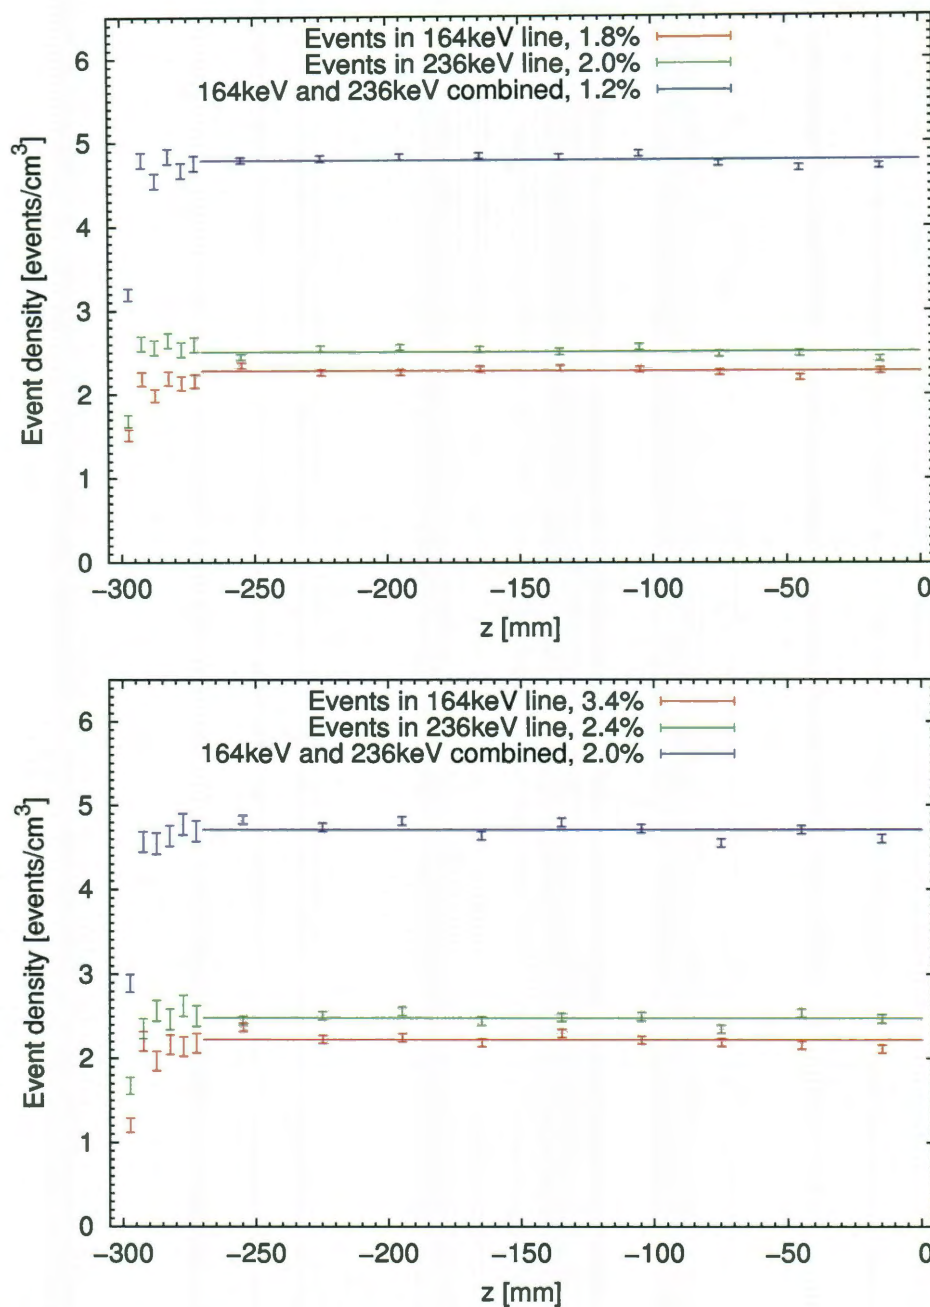 Events in 164keV line, 1.8%
Events in 236keV line, 2.0%
164keV and 236keV combined, 1.2%
Event density [events/cm³]
6
5
4
3
2
1
0
−300 −250 −200 −150 −100 −50 0
z [mm]
Events in 164keV line, 3.4%
Events in 236keV line, 2.4%
164keV and 236keV combined, 2.0%
Event density [events/cm³]
6
5
4
3
2
1
0
−300 −250 −200 −150 −100 −50 0
z [mm]